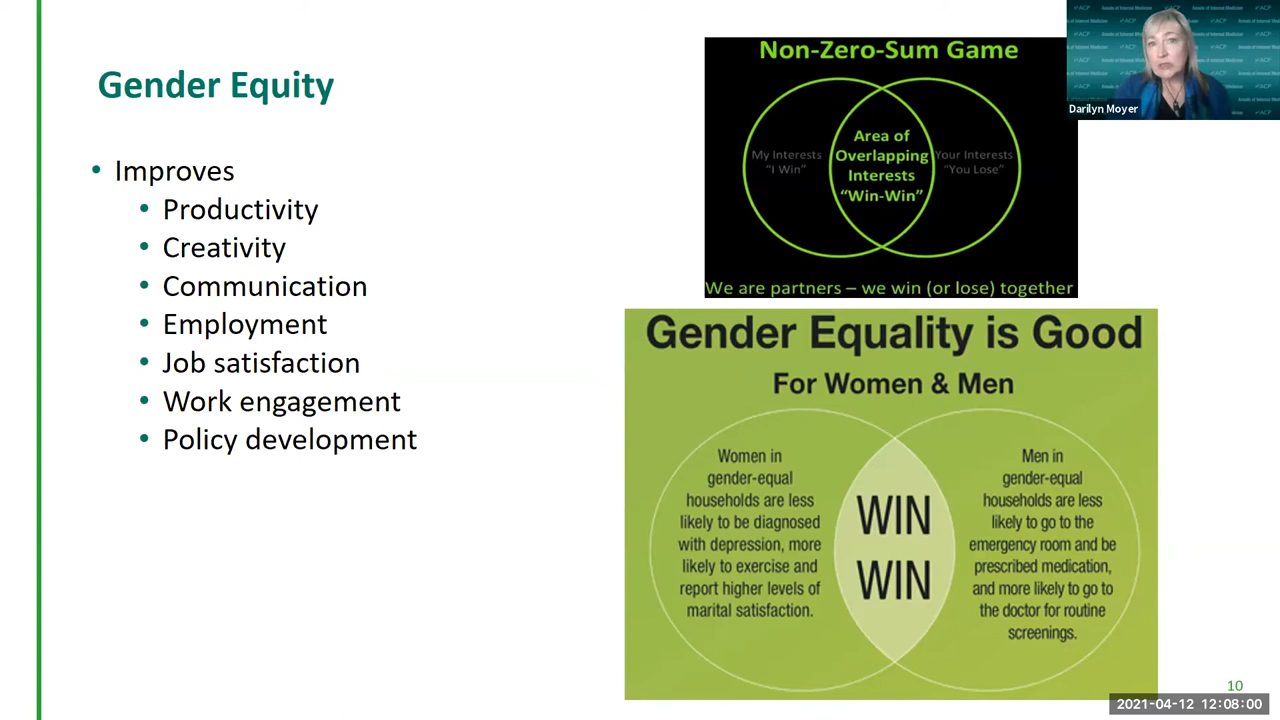 Gender Equity
• Improves
• Productivity
• Creativity
• Communication
• Employment
• Job satisfaction
• Work engagement
• Policy development
Non-Zero-Sum Game
My Interests
"I Win"
Area of
Overlapping
Interests
"Win-Win"
Your Interests
"You Lose"
We are partners – we win (or lose) together
Gender Equality is Good
For Women & Men
Women in
gender-equal
households are less
likely to be diagnosed
with depression, more
likely to exercise and
report higher levels of
marital satisfaction.
WIN
WIN
Men in
gender-equal
households are less
likely to go to the
emergency room and be
prescribed medication,
and more likely to go to
the doctor for routine
screenings.
ACP
Annals of Internal Medicine
Darilyn Moyer
10
2021-04-12 12:08:00